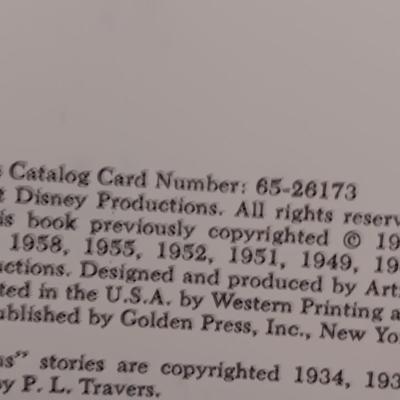 Catalog Card Number: 65-26173
Disney Productions. All rights reserv
is book previously copyrighted © 19
1958, 1955, 1952, 1951, 1949, 19
uctions. Designed and produced by Art
ted in the U.S.A. by Western Printing a
ublished by Golden Press, Inc., New Yo
ns" stories are copyrighted 1934, 193
by P. L. Travers.